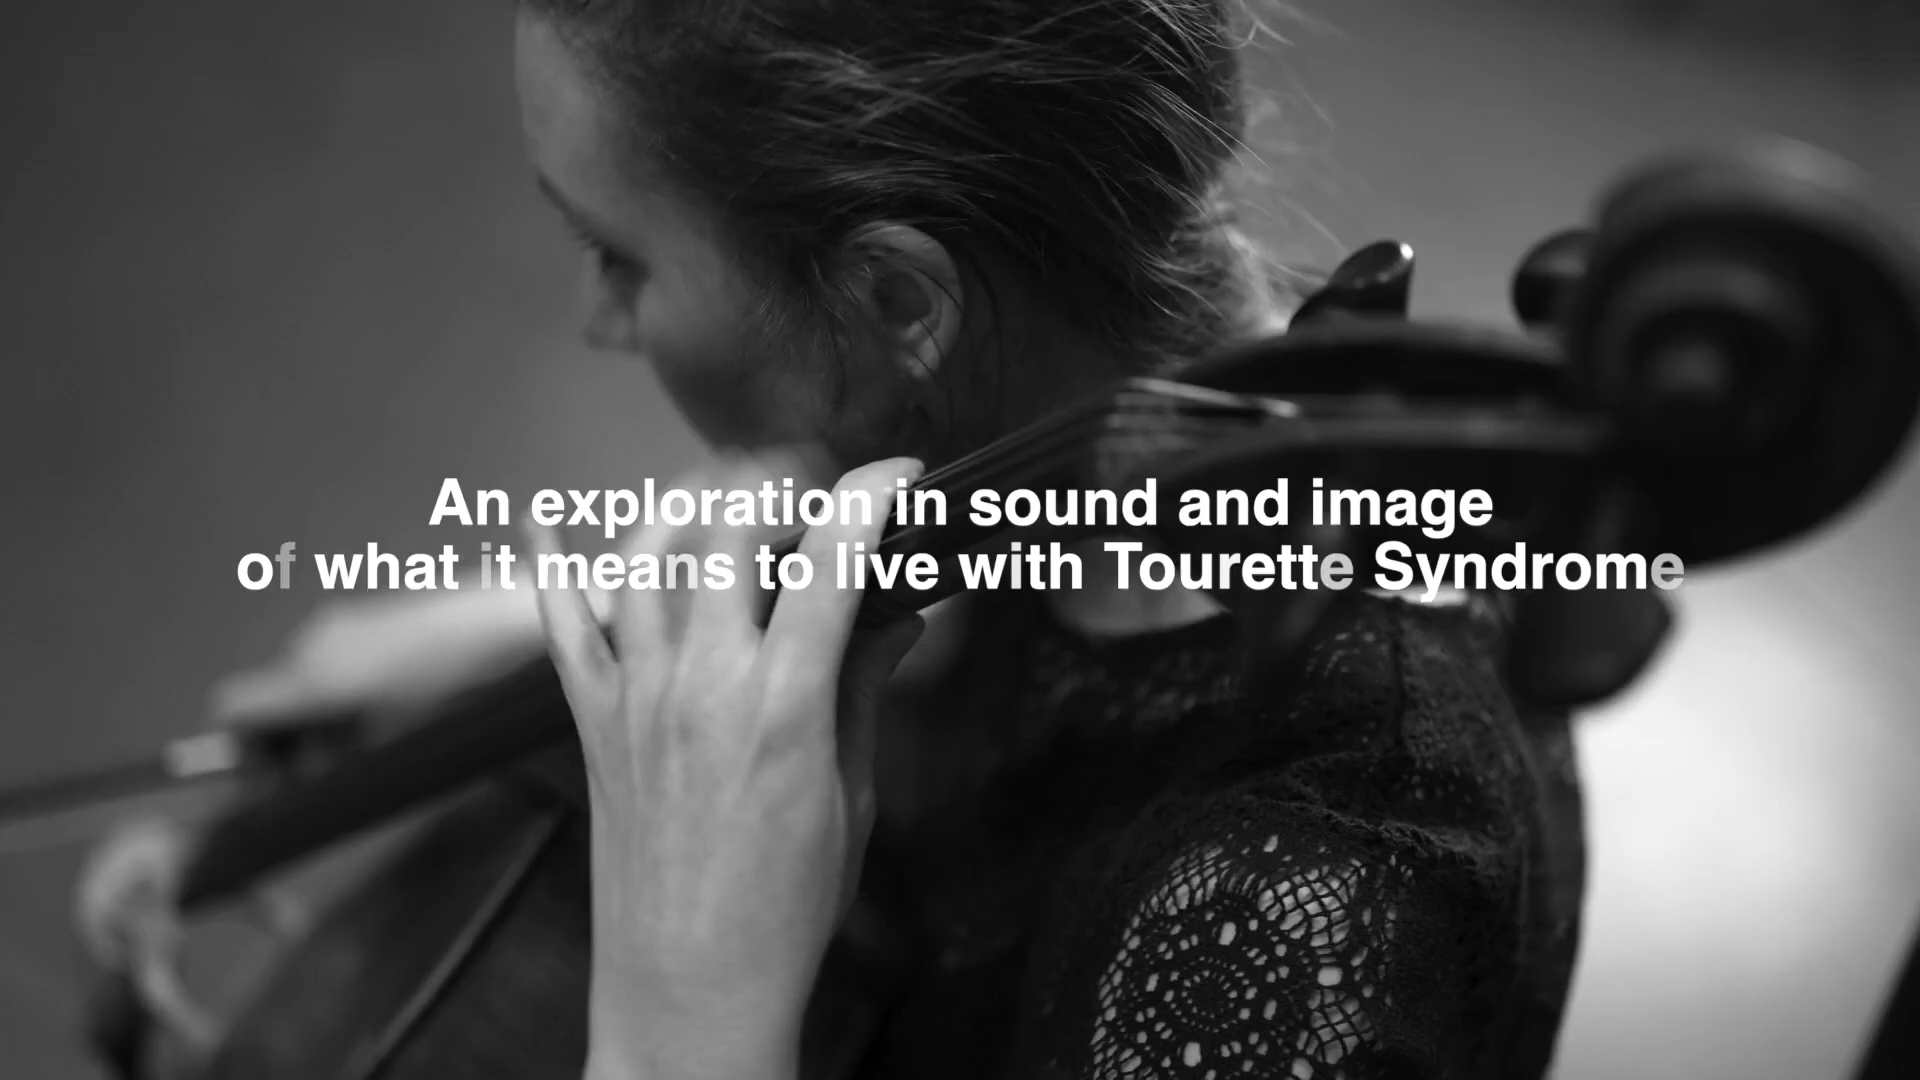 An exploration in sound and image
of what it means to live with Tourette Syndrome